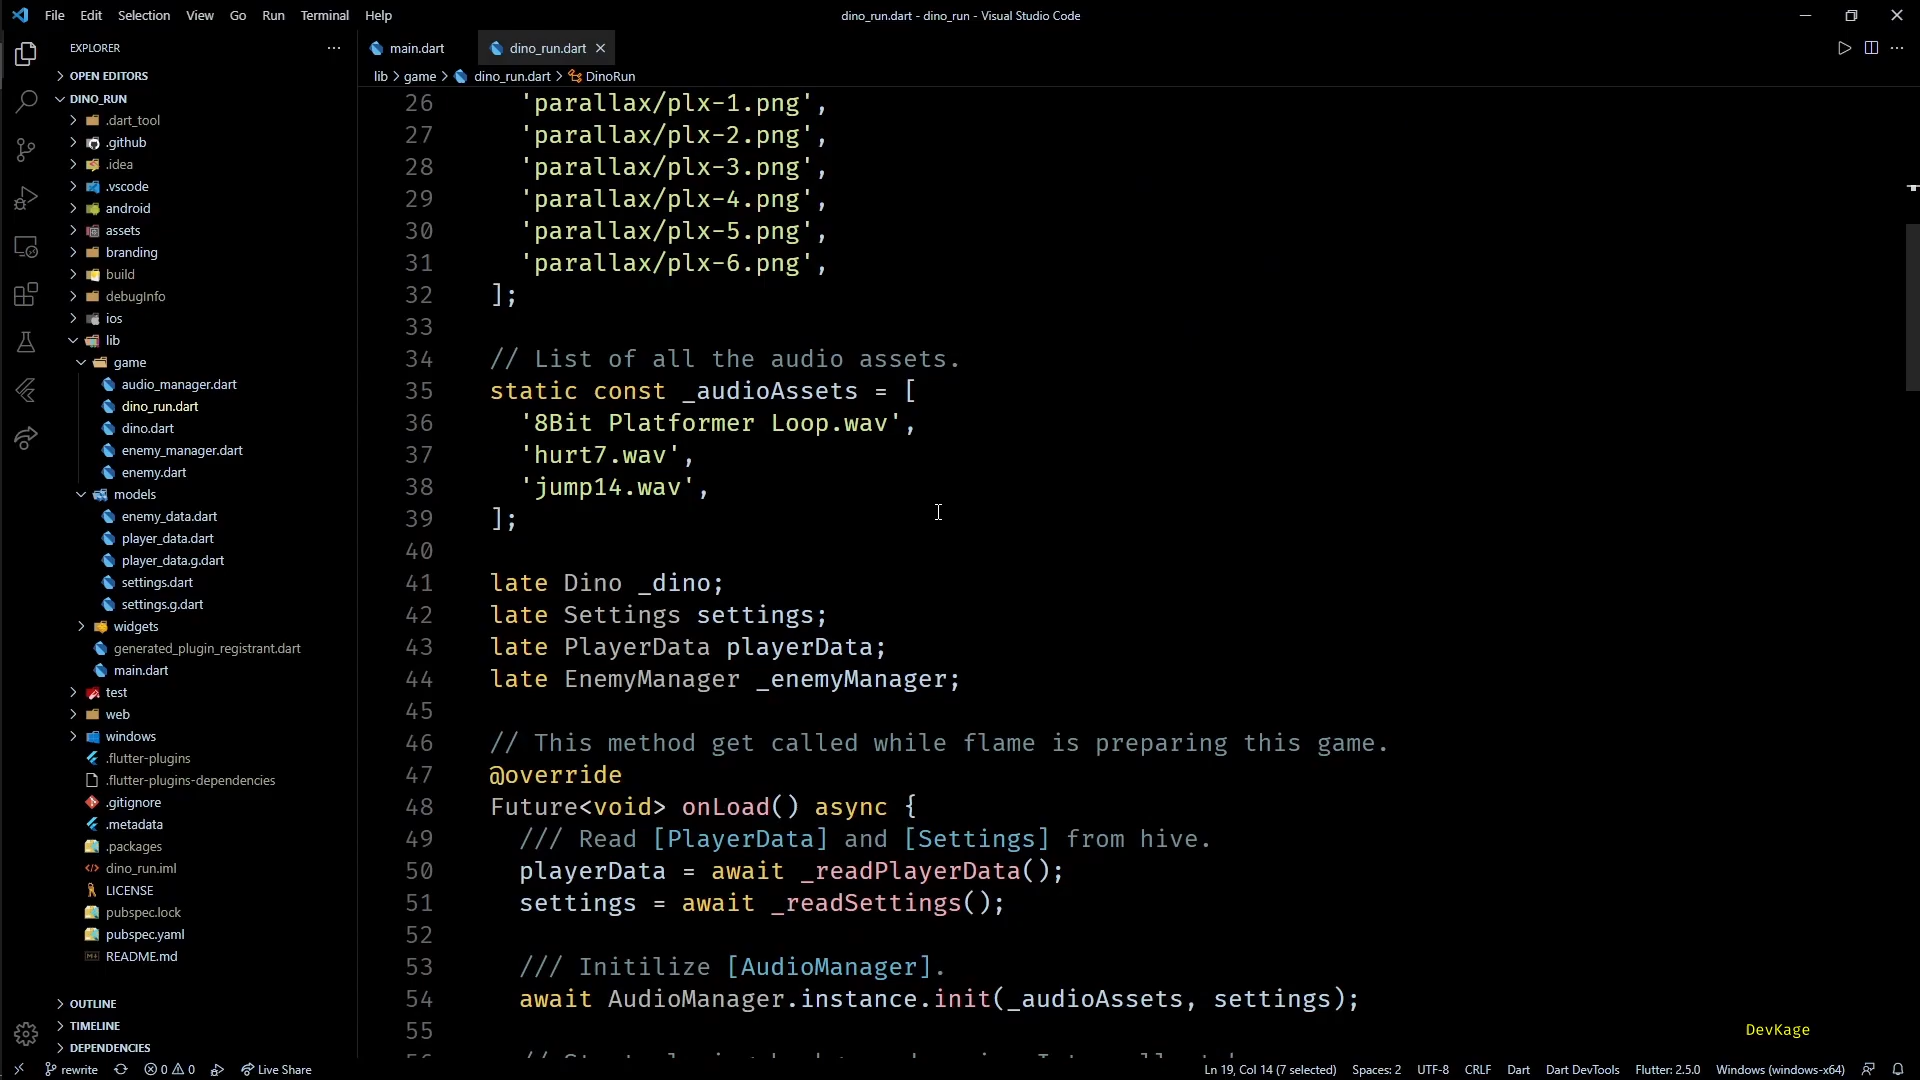 File Edit Selection View Go Run Terminal Help
dino_run.dart - dino_run - Visual Studio Code
EXPLORER
OPEN EDITORS
DINO_RUN
.dart_tool
.github
.idea
.vscode
android
assets
branding
build
debugInfo
ios
lib
game
audio_manager.dart
dino_run.dart
dino.dart
enemy_manager.dart
enemy.dart
models
enemy_data.dart
player_data.dart
player_data.g.dart
settings.dart
settings.g.dart
widgets
generated_plugin_registrant.dart
main.dart
test
web
windows
.flutter-plugins
.flutter-plugins-dependencies
.gitignore
.metadata
.packages
dino_run.iml
LICENSE
pubspec.lock
pubspec.yaml
README.md
OUTLINE
TIMELINE
DEPENDENCIES
main.dart dino_run.dart
lib > game > dino_run.dart > DinoRun
26 'parallax/plx-1.png',
27 'parallax/plx-2.png',
28 'parallax/plx-3.png',
29 'parallax/plx-4.png',
30 'parallax/plx-5.png',
31 'parallax/plx-6.png',
32 ];
33
34 // List of all the audio assets.
35 static const _audioAssets = [
36 '8Bit Platformer Loop.wav',
37 'hurt7.wav',
38 'jump14.wav',
39 ];
40
41 late Dino _dino;
42 late Settings settings;
43 late PlayerData playerData;
44 late EnemyManager _enemyManager;
45
46 // This method get called while flame is preparing this game.
47 @override
48 Future<void> onLoad() async {
49 /// Read [PlayerData] and [Settings] from hive.
50 playerData = await _readPlayerData();
51 settings = await _readSettings();
52
53 /// Initilize [AudioManager].
54 await AudioManager.instance.init(_audioAssets, settings);
55
DevKage
rewrite 0 0 Live Share
Ln 19, Col 14 (7 selected) Spaces: 2 UTF-8 CRLF Dart Dart DevTools Flutter: 2.5.0 Windows (windows-x64)